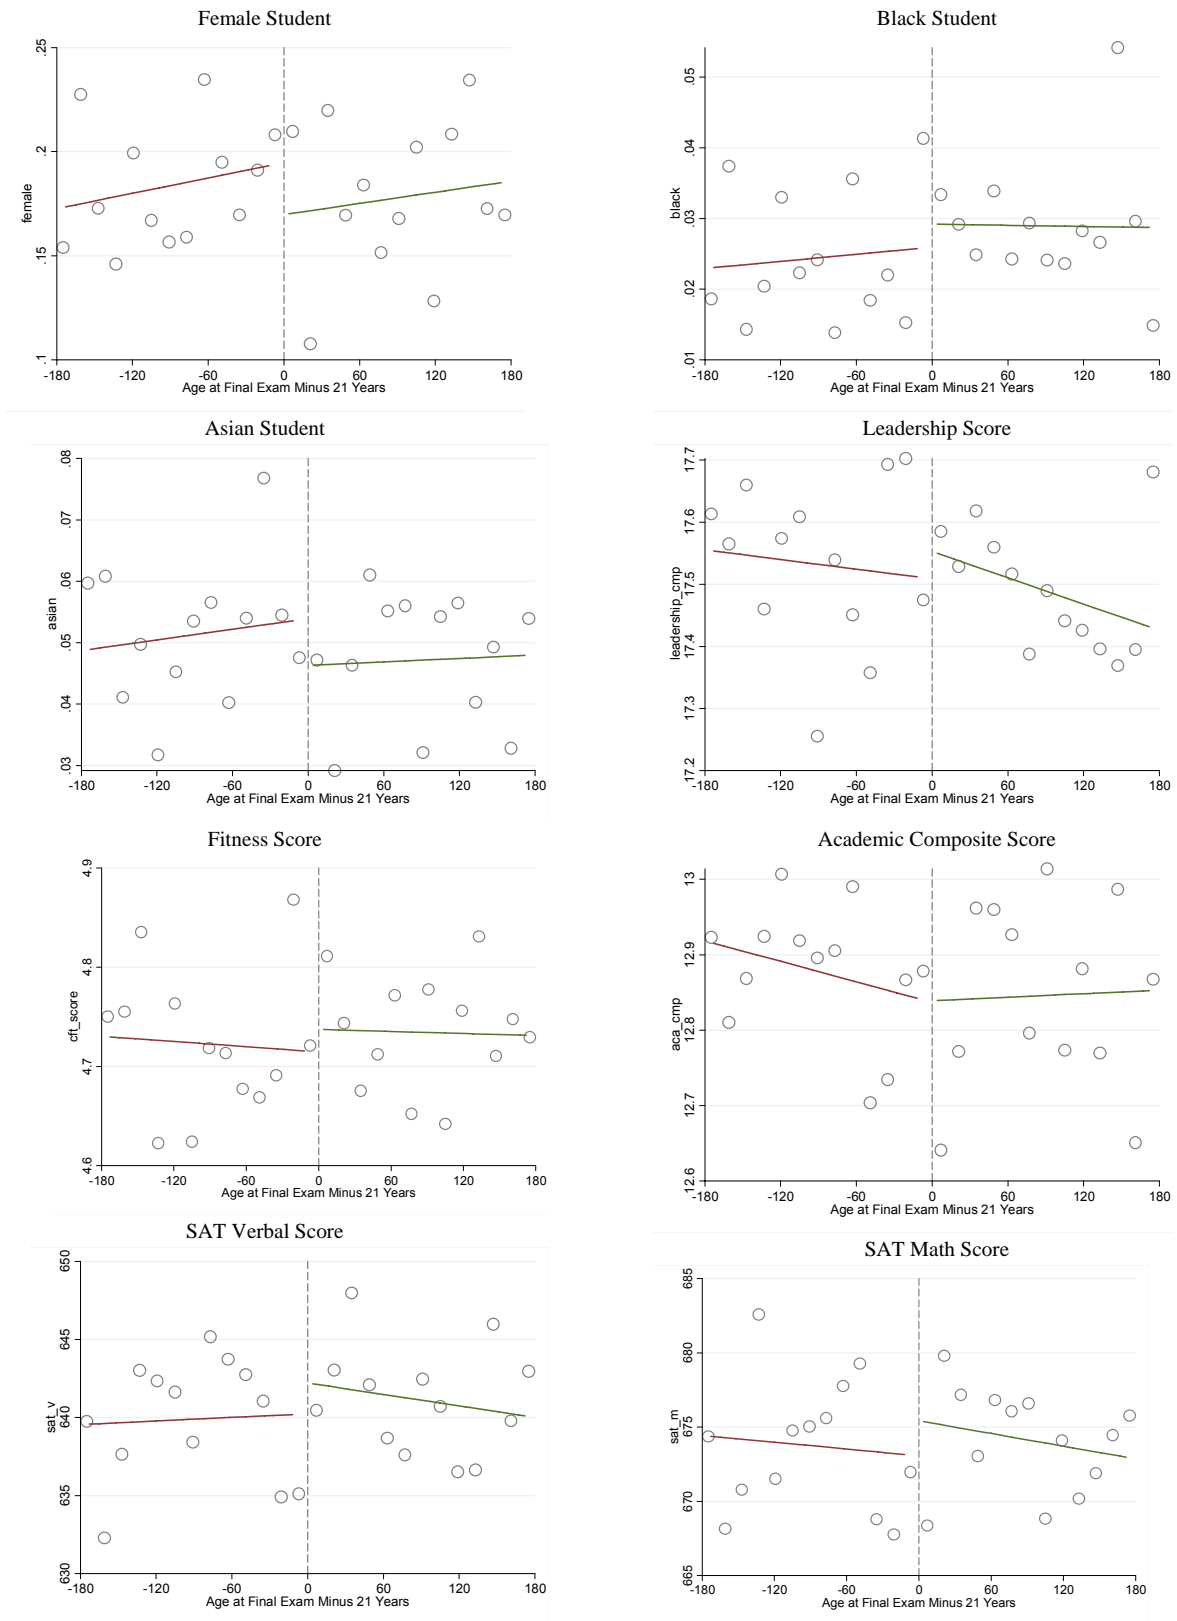 Female Student
.25
.2
.15
.1
female
-180 -120 -60 0 60 120 180
Age at Final Exam Minus 21 Years
Black Student
.05
.04
.03
.02
.01
black
-180 -120 -60 0 60 120 180
Age at Final Exam Minus 21 Years
Asian Student
.08
.07
.06
.05
.04
.03
asian
-180 -120 -60 0 60 120 180
Age at Final Exam Minus 21 Years
Leadership Score
17.7
17.6
17.5
17.4
17.3
17.2
leadership_cmp
-180 -120 -60 0 60 120 180
Age at Final Exam Minus 21 Years
Fitness Score
4.9
4.8
4.7
4.6
cft_score
-180 -120 -60 0 60 120 180
Age at Final Exam Minus 21 Years
Academic Composite Score
13
12.9
12.8
12.7
12.6
aca_cmp
-180 -120 -60 0 60 120 180
Age at Final Exam Minus 21 Years
SAT Verbal Score
650
645
640
635
630
sat_v
-180 -120 -60 0 60 120 180
Age at Final Exam Minus 21 Years
SAT Math Score
685
680
675
670
665
sat_m
-180 -120 -60 0 60 120 180
Age at Final Exam Minus 21 Years